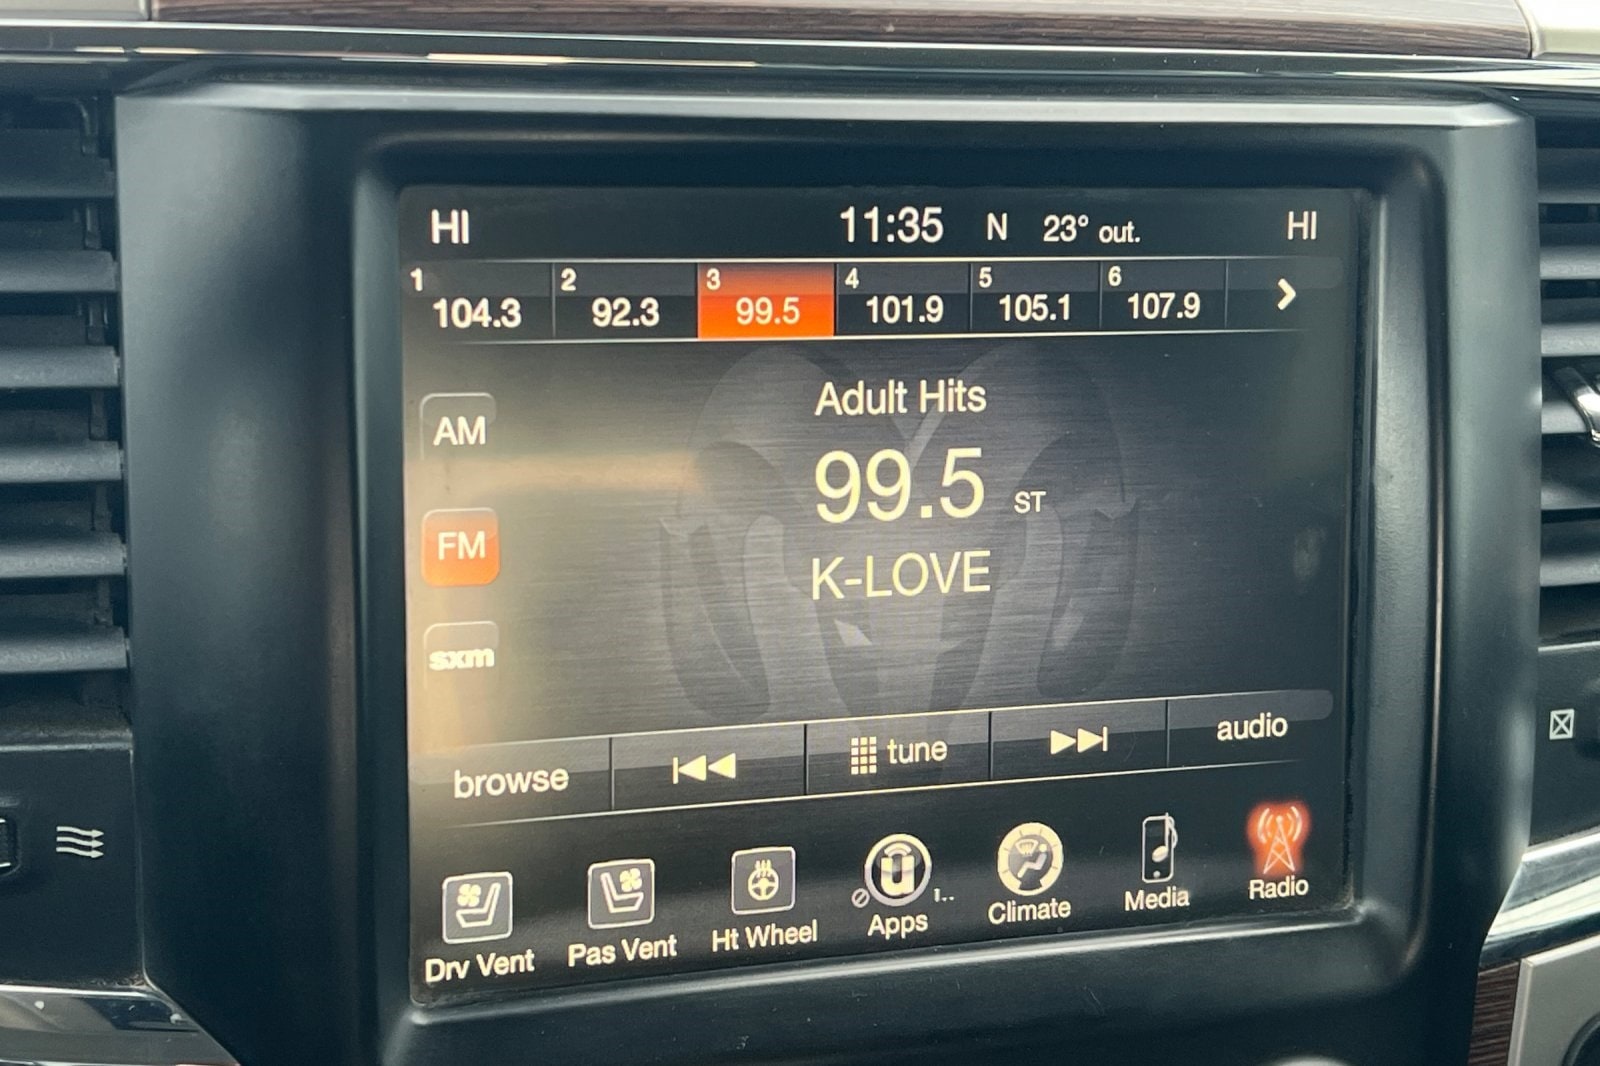 HI 11:35 N 23° out. HI
1 104.3 2 92.3 3 99.5 4 101.9 5 105.1 6 107.9
Adult Hits
AM
99.5 ST
FM
K-LOVE
sxm
browse tune audio
Drv Vent Pas Vent Ht Wheel Apps 1.. Climate Media Radio